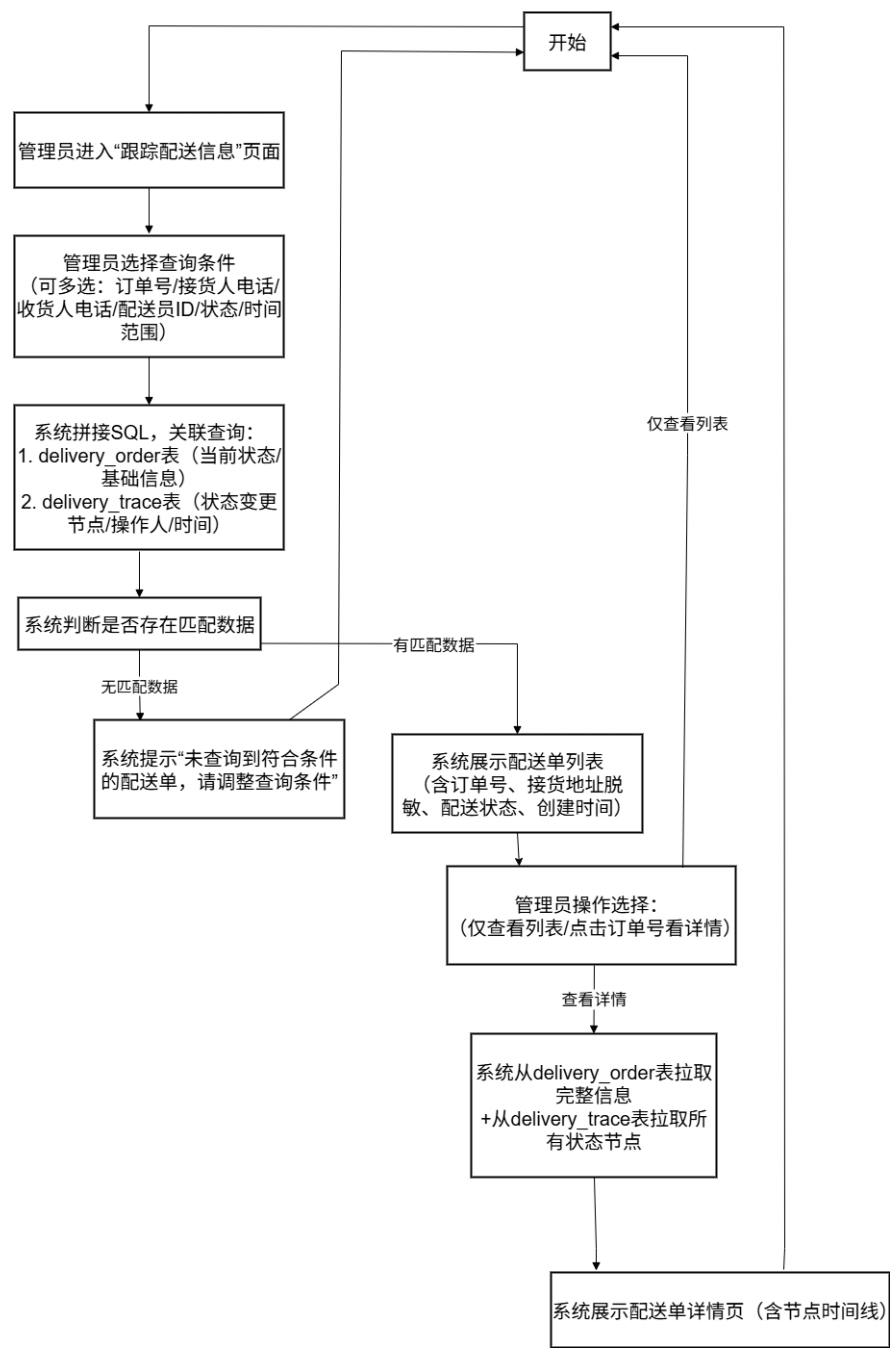 开始
管理员进入“跟踪配送信息”页面
管理员选择查询条件
（可多选：订单号/接货人电话/
收货人电话/配送员ID/状态/时间
范围）
仅查看列表
系统拼接SQL，关联查询：
1. delivery_order表（当前状态/
基础信息）
2. delivery_trace表（状态变更
节点/操作人/时间）
系统判断是否存在匹配数据
有匹配数据
无匹配数据
系统提示“未查询到符合条件
的配送单，请调整查询条件”
系统展示配送单列表
（含订单号、接货地址脱
敏、配送状态、创建时间）
管理员操作选择：
（仅查看列表/点击订单号看详情）
查看详情
系统从delivery_order表拉取
完整信息
+从delivery_trace表拉取所
有状态节点
系统展示配送单详情页（含节点时间线）